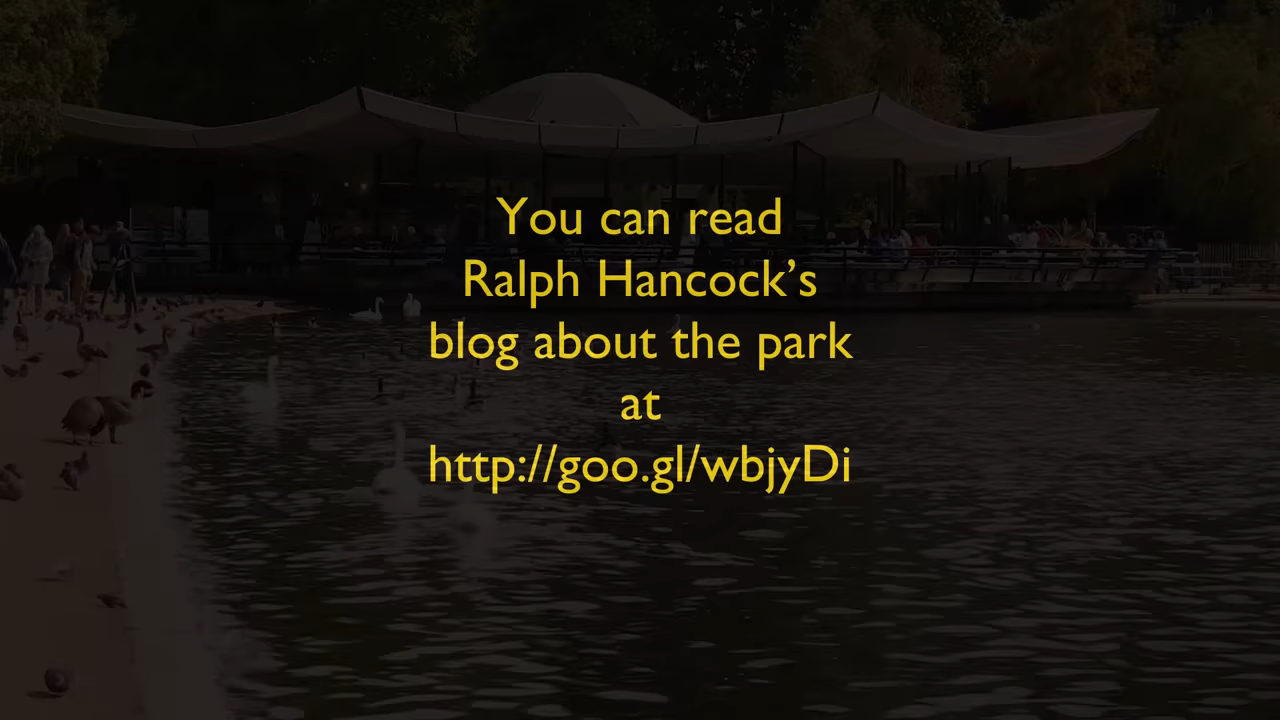 You can read
Ralph Hancock’s
blog about the park
at
http://goo.gl/wbjyDi